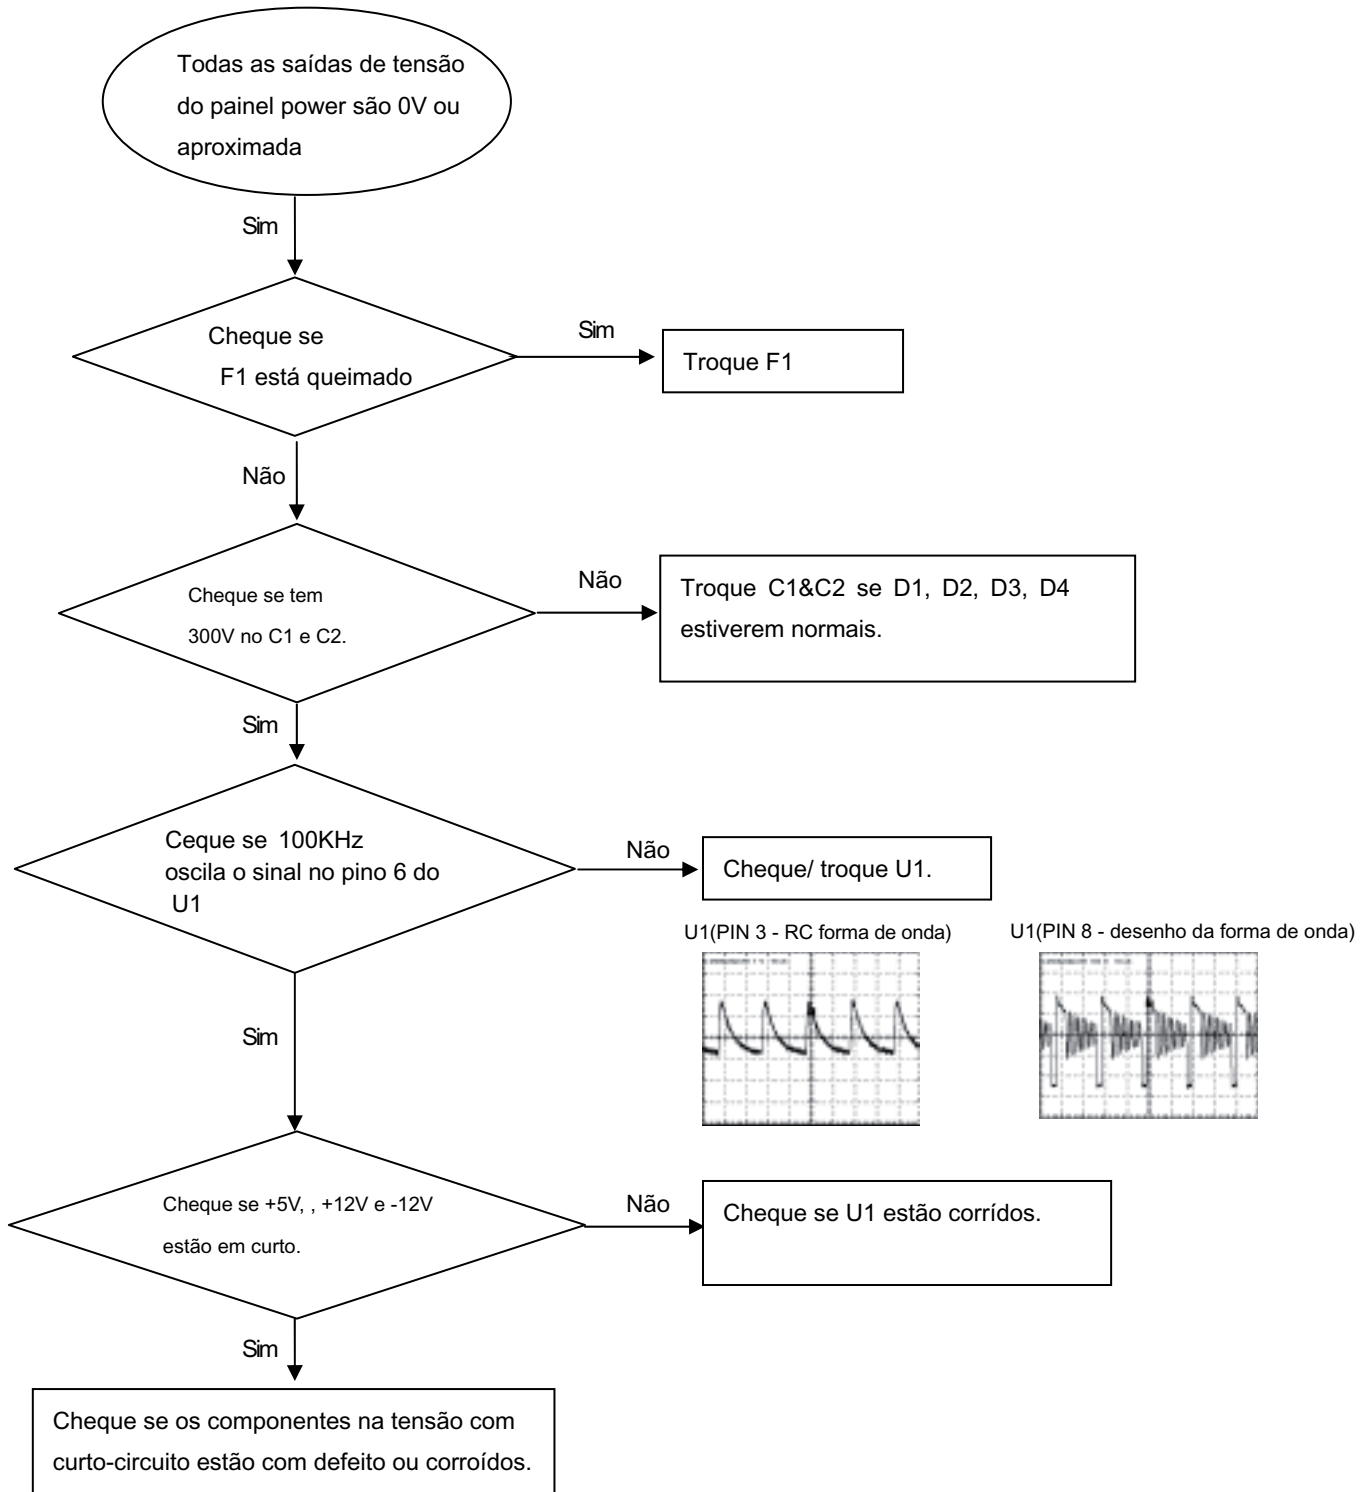 Todas as saídas de tensão
do painel power são 0V ou
aproximada
Sim
Cheque se
F1 está queimado
Sim
Troque F1
Não
Cheque se tem
300V no C1 e C2.
Não
Troque C1&C2 se D1, D2, D3, D4
estiverem normais.
Sim
Ceque se 100KHz
oscila o sinal no pino 6 do
U1
Não
Cheque/ troque U1.
U1(PIN 3 - RC forma de onda)
U1(PIN 8 - desenho da forma de onda)
Sim
Cheque se +5V, , +12V e -12V
estão em curto.
Não
Cheque se U1 estão corrídos.
Sim
Cheque se os componentes na tensão com
curto-circuito estão com defeito ou corroídos.